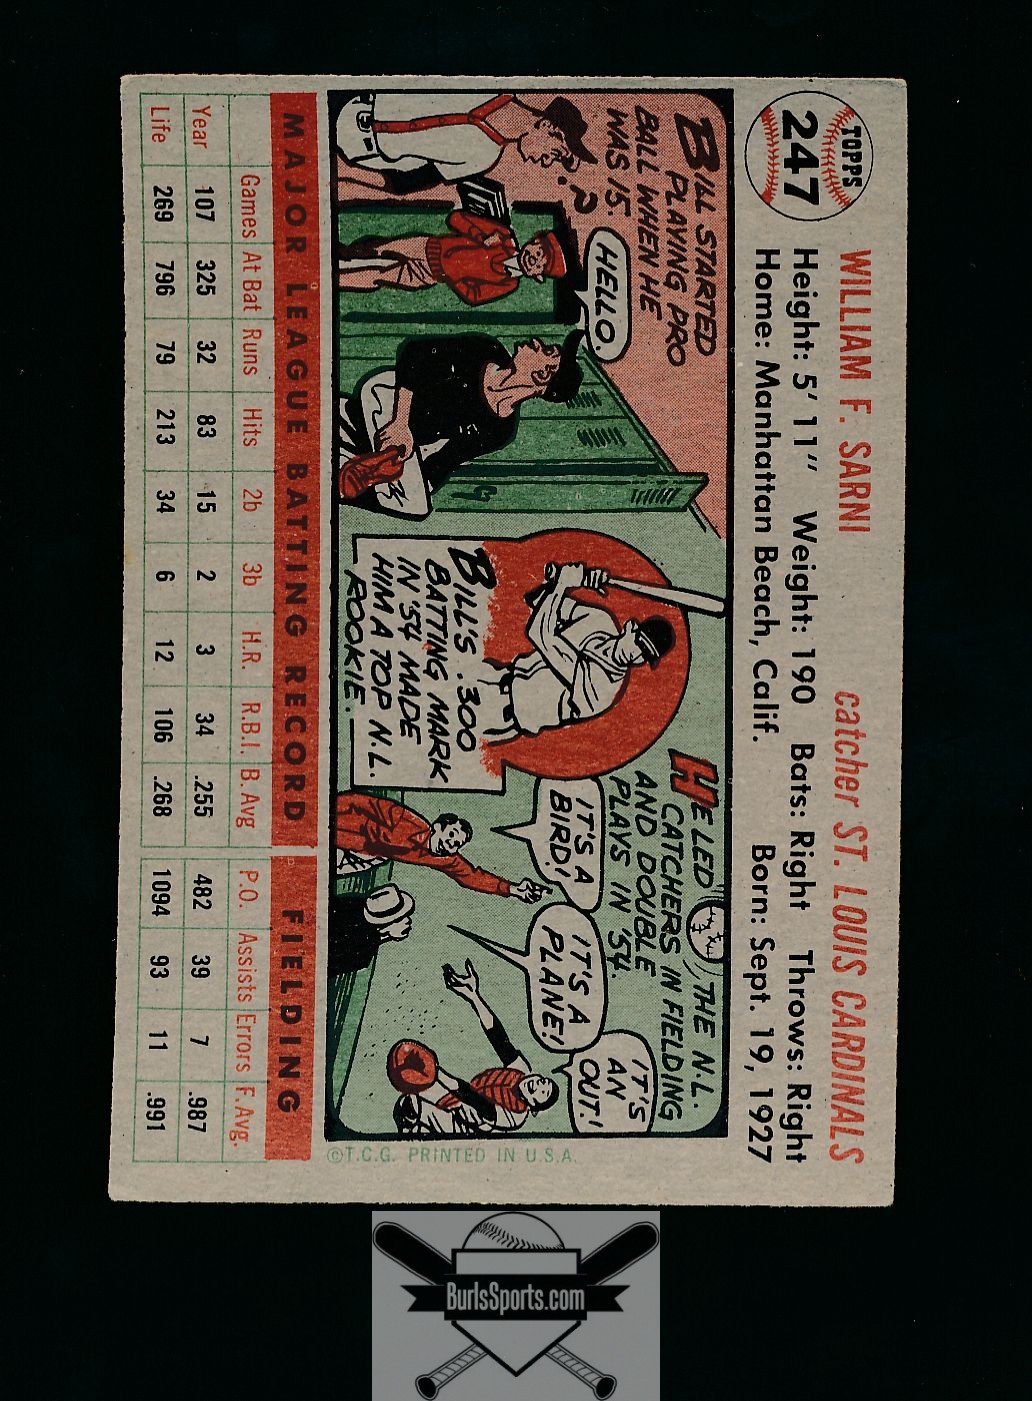 TOPPS
247
WILLIAM F. SARNI catcher ST. LOUIS CARDINALS
Height: 5' 11" Weight: 190 Bats: Right Throws: Right
Home: Manhattan Beach, Calif. Born: Sept. 19, 1927
BILL STARTED
PLAYING PRO
BALL WHEN HE
WAS 15.
?
HELLO.
BILL'S .300
BATTING MARK
IN '54 MADE
HIM A TOP N.L.
ROOKIE.
HE LED THE N.L.
CATCHERS IN FIELDING
AND DOUBLE
PLAYS IN '54.
IT'S A
BIRD!
IT'S A
PLANE!
IT'S
AN
OUT!
MAJOR LEAGUE BATTING RECORD FIELDING
Games At Bat Runs Hits 2b 3b H.R. R.B.I. B. Avg P.O. Assists Errors F. Avg.
Year 107 325 32 83 15 2 3 34 .255 482 39 7 .987
Life 269 796 79 213 34 6 12 106 .268 1094 93 11 .991
©T.C.G. PRINTED IN U.S.A.
BurlsSports.com